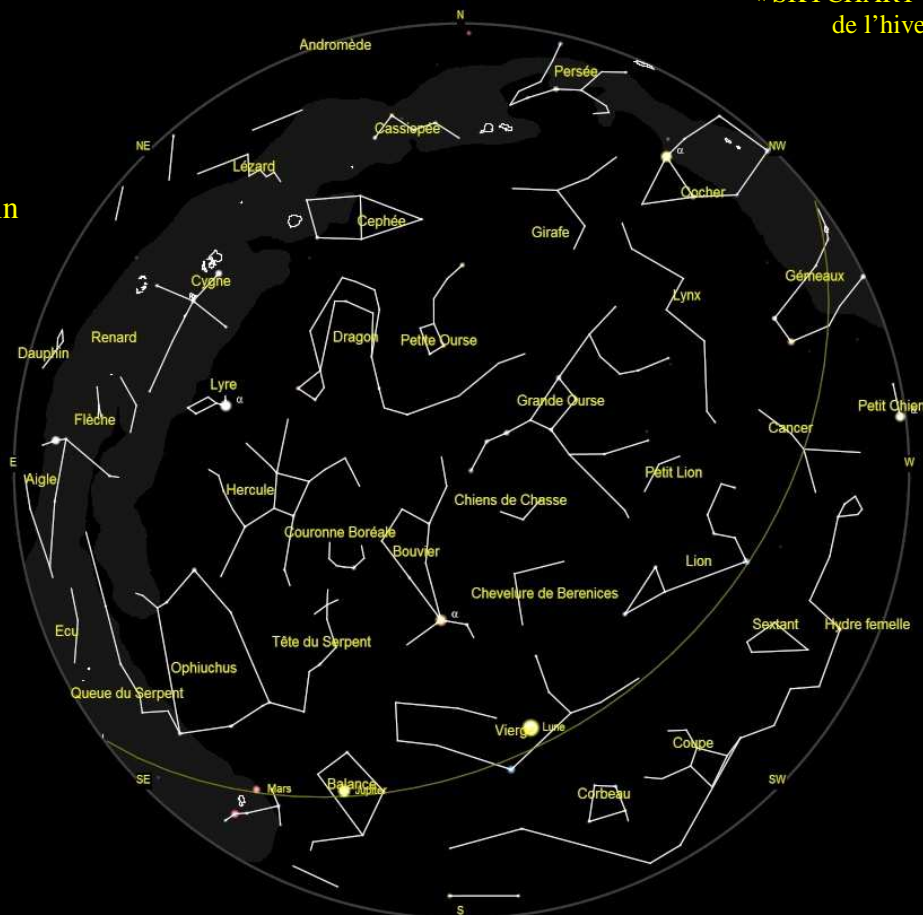 de l'hive
N
Andromède
Persée
Cassiopée
NE
NW
α
Lézard
Cocher
in
Cephée
Girafe
Cygne
Gémeaux
Lynx
Renard
Dragon
Petite Ourse
Dauphin
Lyre
α
Grande Ourse
Petit Chien
Flèche
Cancer
E
W
Aigle
Petit Lion
Hercule
Chiens de Chasse
Couronne Boréale
Bouvier
Lion
Chevelure de Berenices
α
Ecu
Sextant
Hydre femelle
Tête du Serpent
Ophiuchus
Queue du Serpent
Vierge
Lune
Coupe
SE
SW
Mars
Balance
Jupiter
Corbeau
S